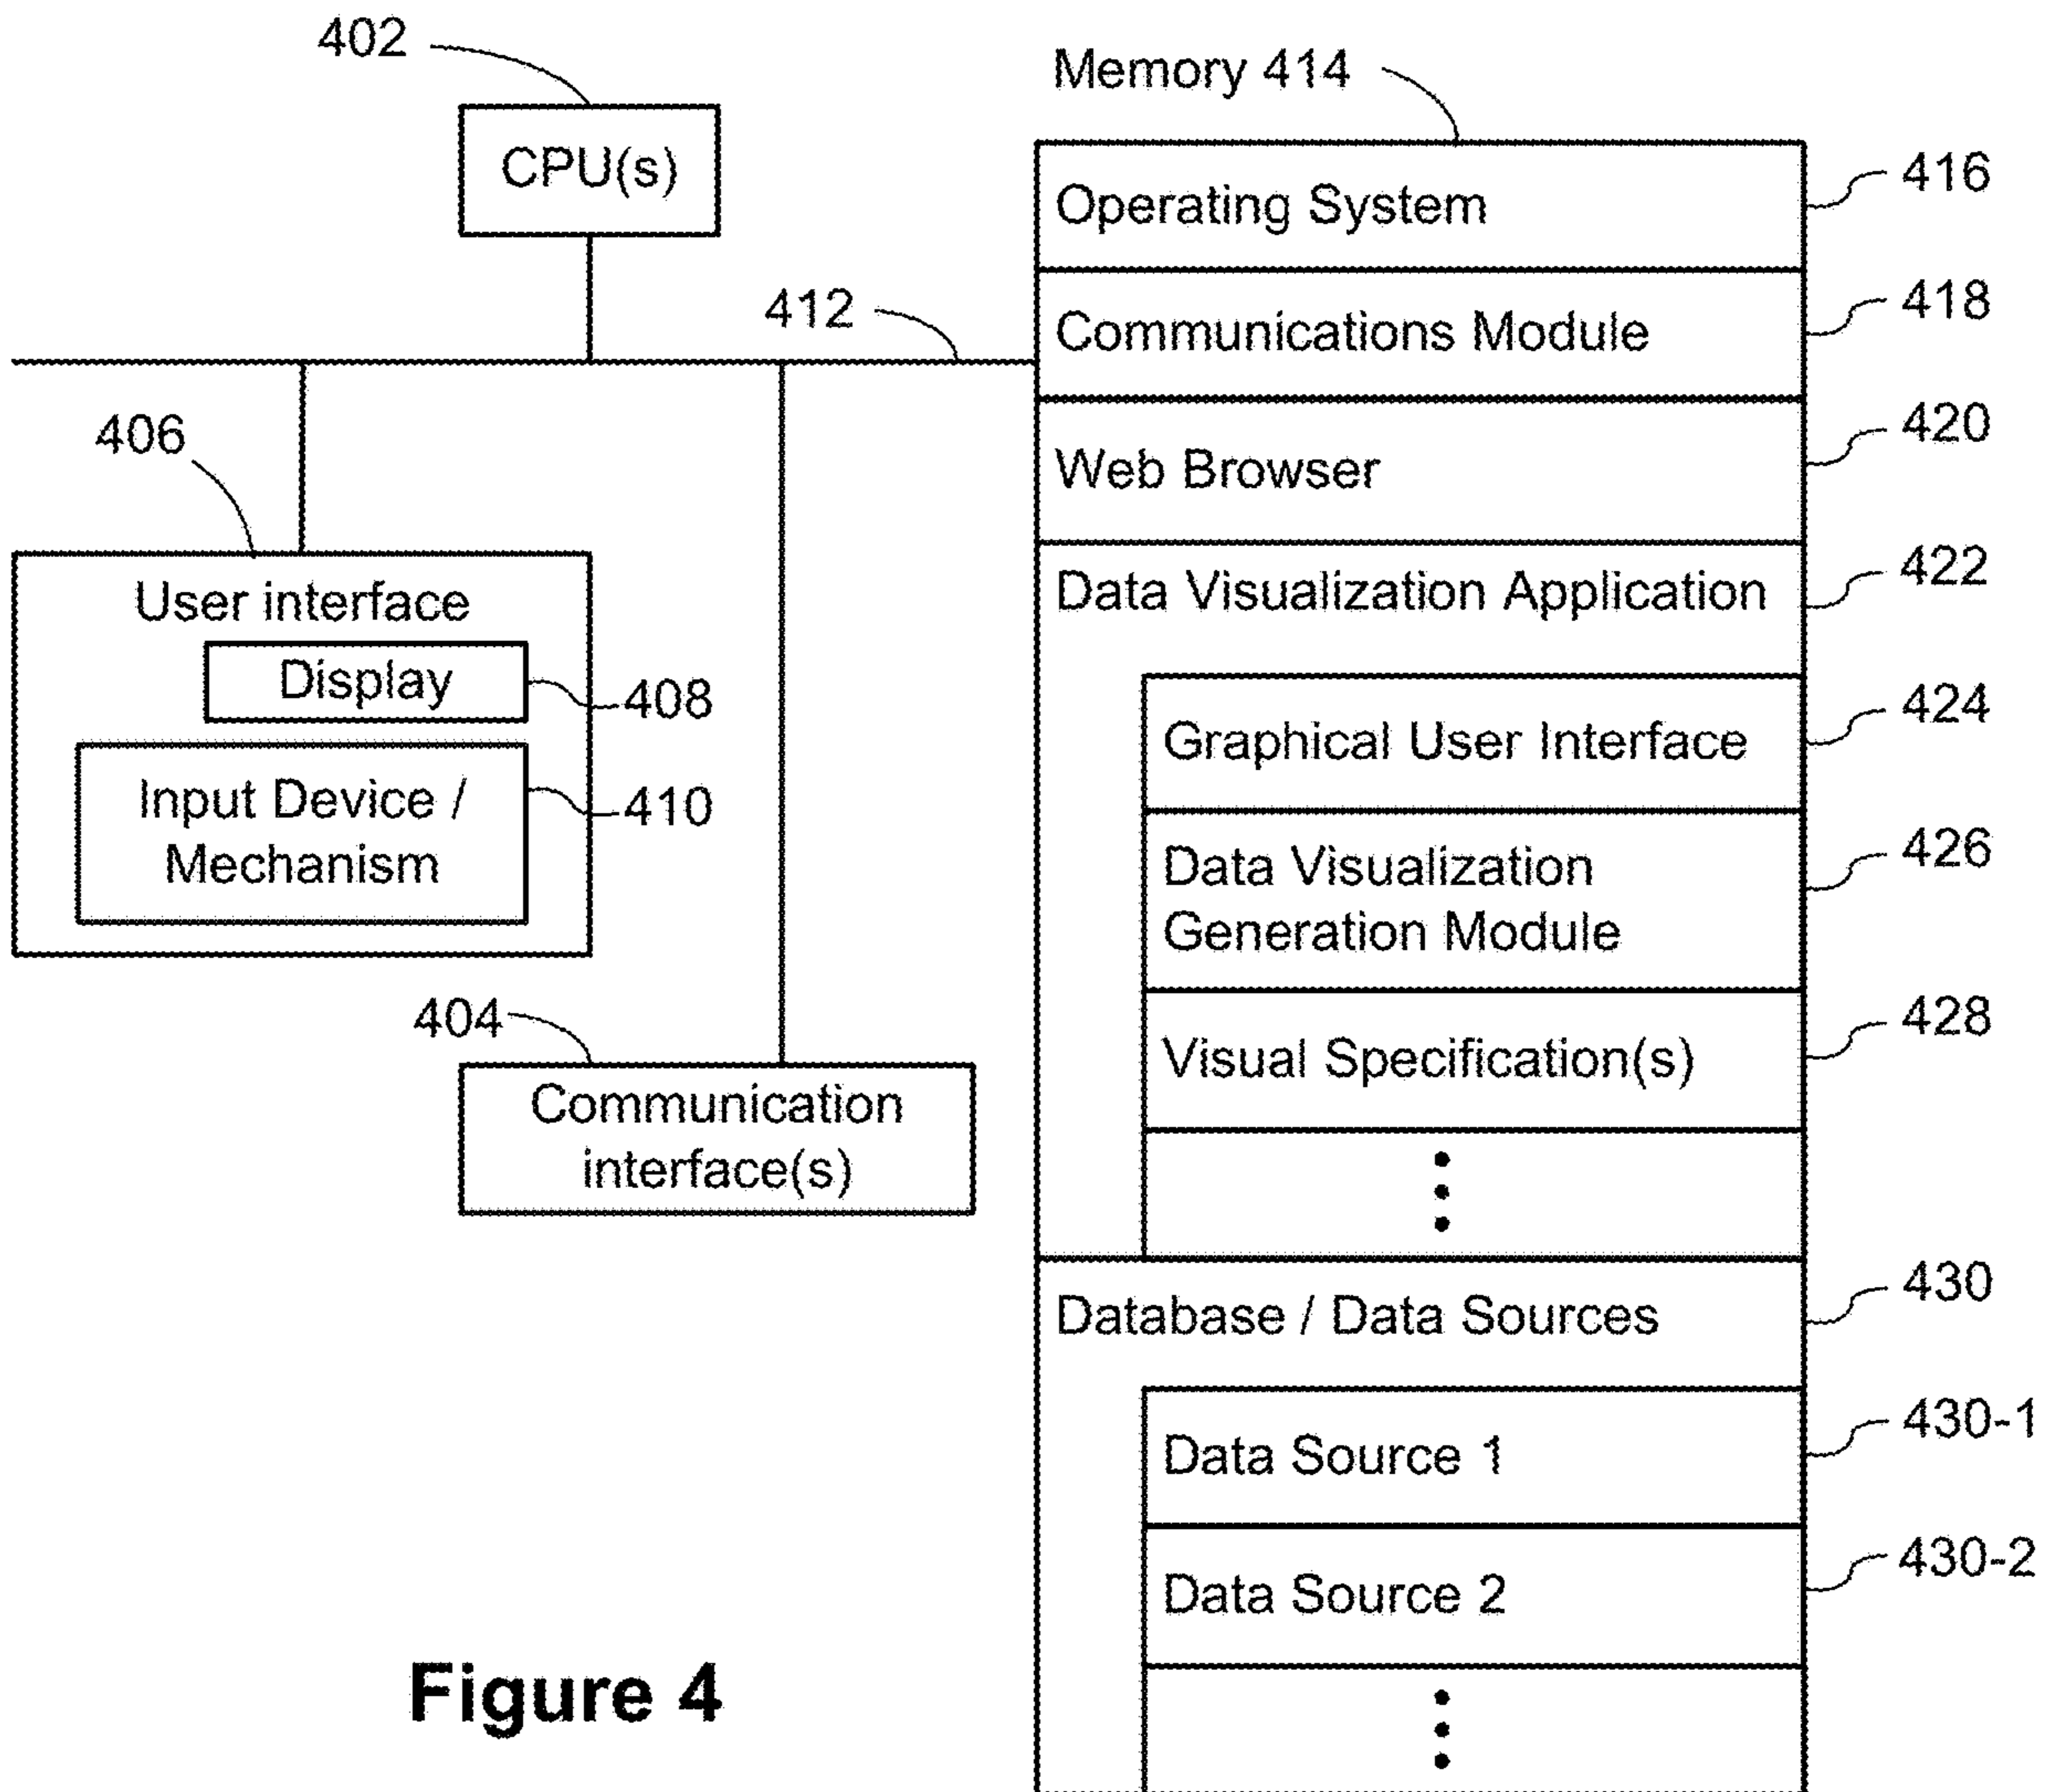 402
CPU(s)
412
406
User interface
Display
408
Input Device /
Mechanism
410
404
Communication
interface(s)
Memory 414
Operating System
416
Communications Module
418
Web Browser
420
Data Visualization Application
422
Graphical User Interface
424
Data Visualization
Generation Module
426
Visual Specification(s)
428
Database / Data Sources
430
Data Source 1
430-1
Data Source 2
430-2
Figure 4